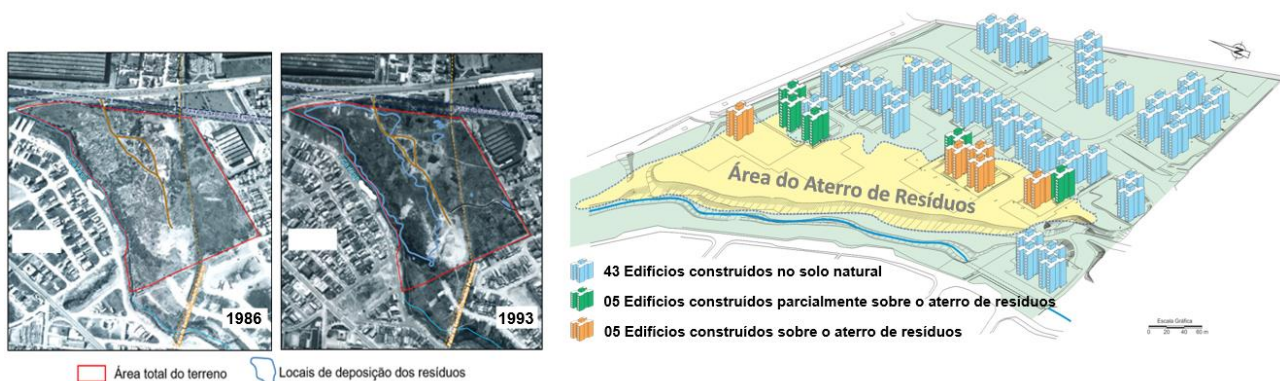 1986
1993
Área total do terreno
Locais de deposição dos resíduos
Área do Aterro de Resíduos
43 Edifícios construídos no solo natural
05 Edifícios construídos parcialmente sobre o aterro de resíduos
05 Edifícios construídos sobre o aterro de resíduos
Escala Gráfica
0 20 40 60 m